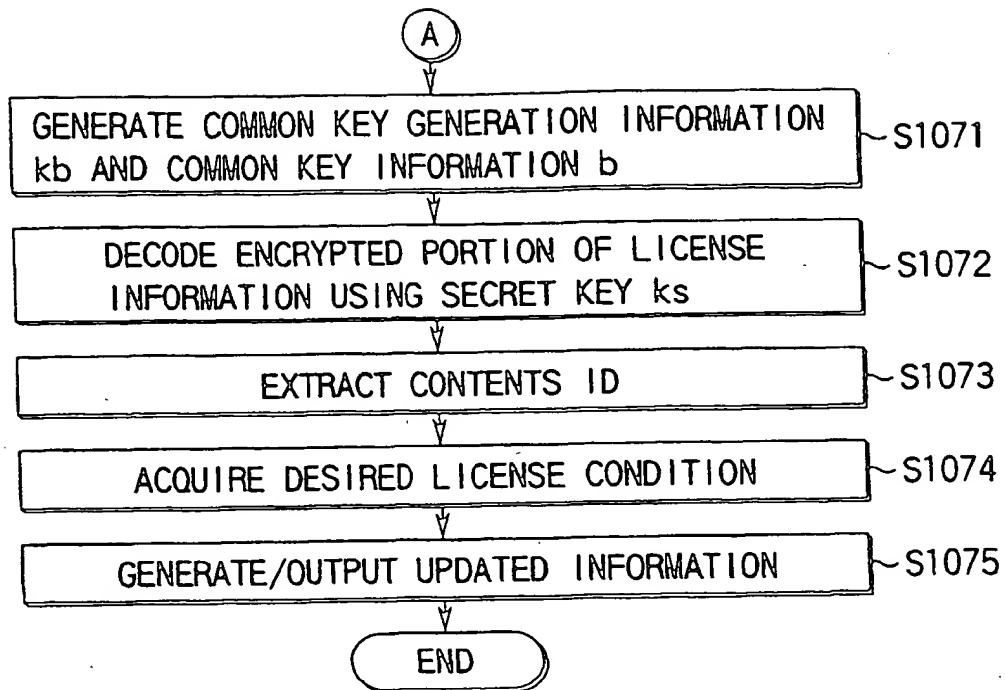 A
GENERATE COMMON KEY GENERATION INFORMATION
kb AND COMMON KEY INFORMATION b
S1071
DECODE ENCRYPTED PORTION OF LICENSE
INFORMATION USING SECRET KEY ks
S1072
EXTRACT CONTENTS ID
S1073
ACQUIRE DESIRED LICENSE CONDITION
S1074
GENERATE/OUTPUT UPDATED INFORMATION
S1075
END